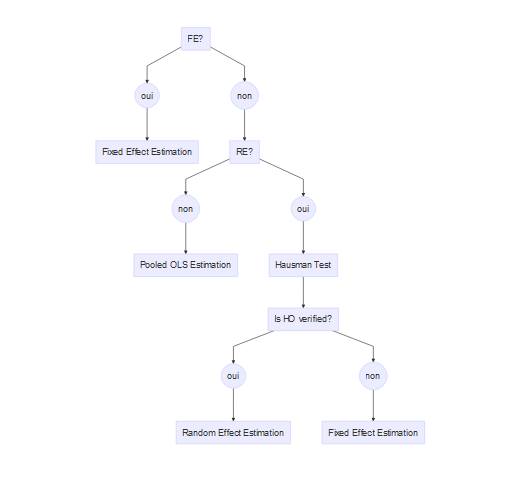 FE?
oui
non
Fixed Effect Estimation
RE?
non
oui
Pooled OLS Estimation
Hausman Test
Is HO verified?
oui
non
Random Effect Estimation
Fixed Effect Estimation